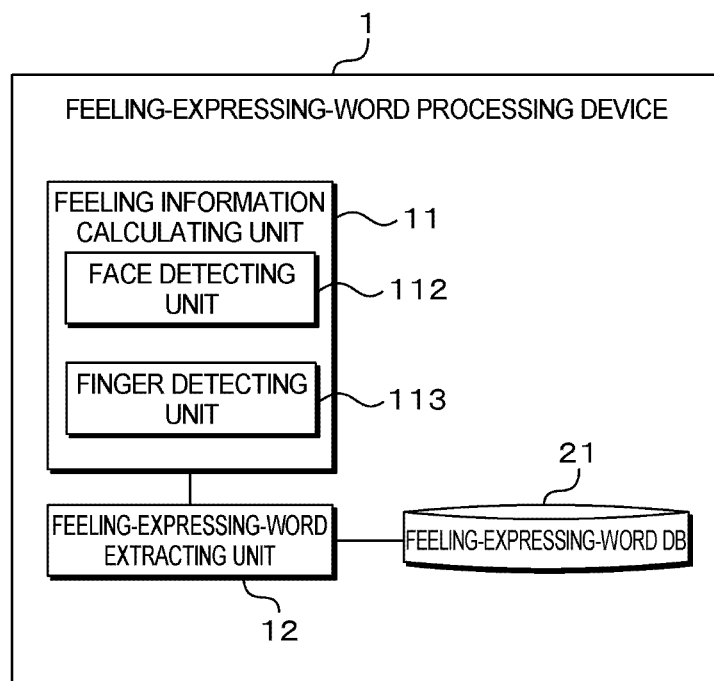 1
FEELING-EXPRESSING-WORD PROCESSING DEVICE
FEELING INFORMATION
CALCULATING UNIT
11
FACE DETECTING
UNIT
112
FINGER DETECTING
UNIT
113
21
FEELING-EXPRESSING-WORD
EXTRACTING UNIT
FEELING-EXPRESSING-WORD DB
12